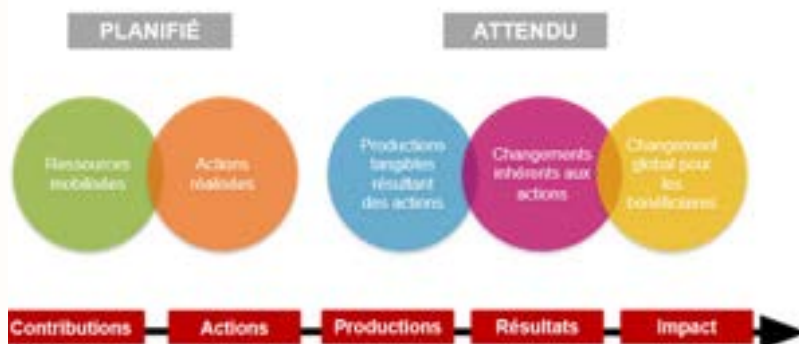 PLANIFIÉ
ATTENDU
Ressources
mobilisées
Actions
réalisées
Productions
tangibles
résultant
des actions
Changements
inhérents aux
actions
Changement
global pour
les
bénéficiaires
Contributions
Actions
Productions
Résultats
Impact